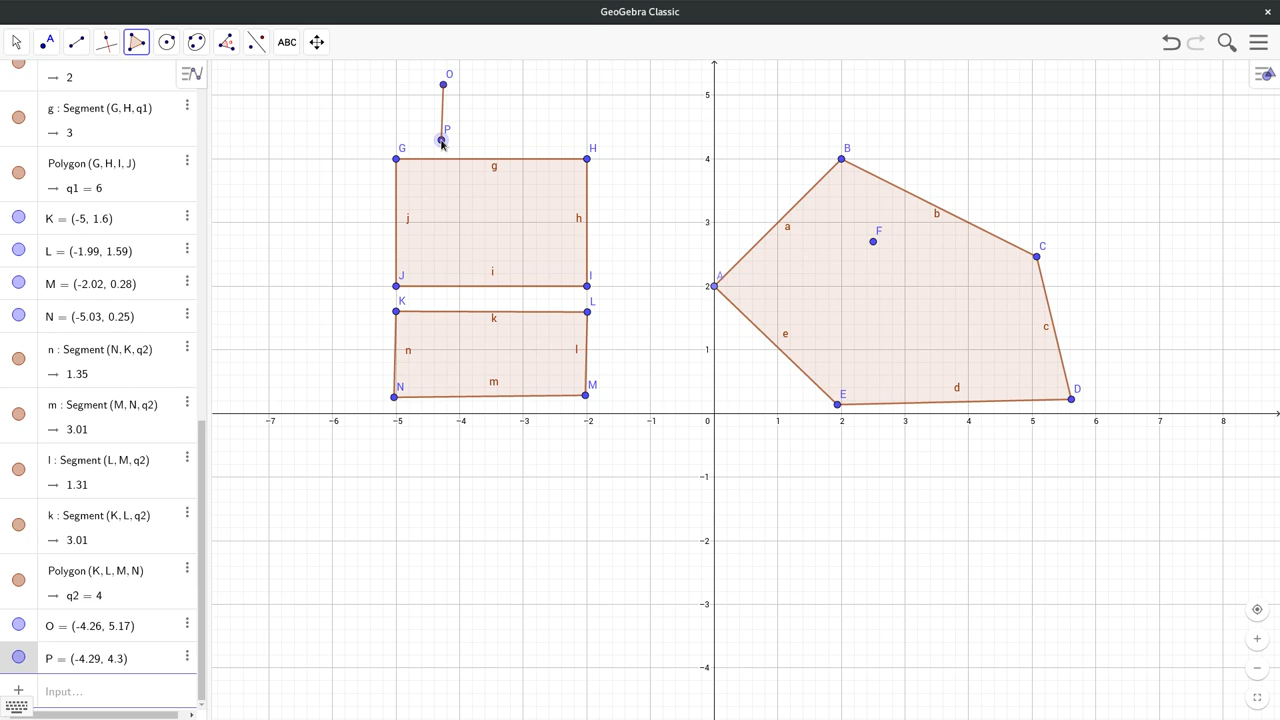 GeoGebra Classic
×
A
ABC
→ 2
g : Segment (G, H, q1)
→ 3
Polygon (G, H, I, J)
→ q1 = 6
K = (-5, 1.6)
L = (-1.99, 1.59)
M = (-2.02, 0.28)
N = (-5.03, 0.25)
n : Segment (N, K, q2)
→ 1.35
m : Segment (M, N, q2)
→ 3.01
l : Segment (L, M, q2)
→ 1.31
k : Segment (K, L, q2)
→ 3.01
Polygon (K, L, M, N)
→ q2 = 4
O = (-4.26, 5.17)
P = (-4.29, 4.3)
+ Input…
O
P
G
H
g
j
h
i
J
I
K
L
k
n
l
m
N
M
B
a
b
F
C
A
e
c
d
E
D
5
4
3
2
1
−7
−6
−5
−4
−3
−2
−1
0
1
2
3
4
5
6
7
8
−1
−2
−3
−4